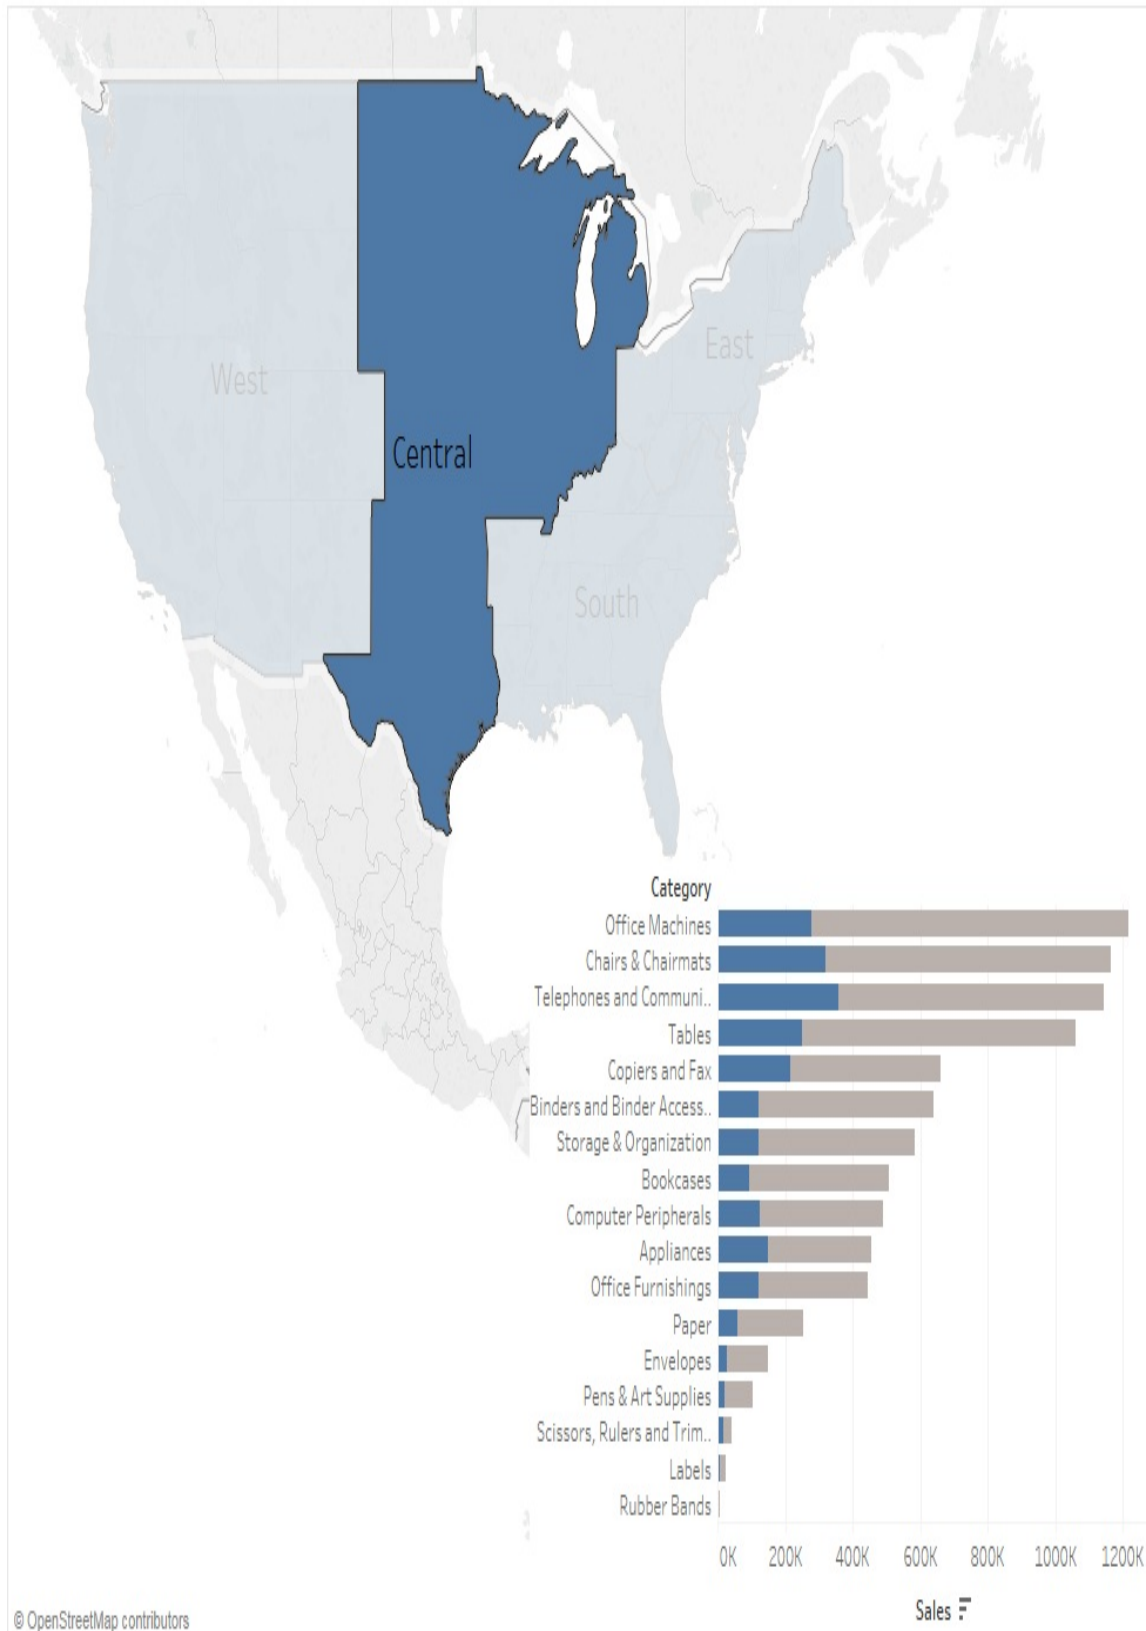 West
East
Central
South
Category
Office Machines
Chairs & Chairmats
Telephones and Communi..
Tables
Copiers and Fax
Binders and Binder Access..
Storage & Organization
Bookcases
Computer Peripherals
Appliances
Office Furnishings
Paper
Envelopes
Pens & Art Supplies
Scissors, Rulers and Trim..
Labels
Rubber Bands
0K 200K 400K 600K 800K 1000K 1200K
Sales
© OpenStreetMap contributors